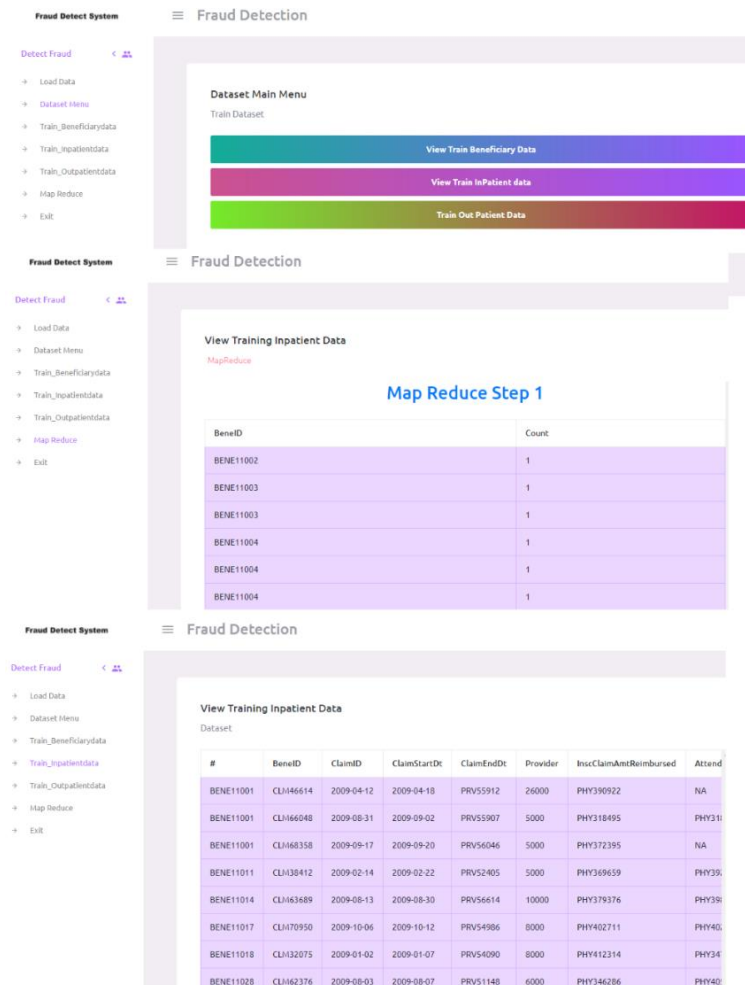 Fraud Detect System
Fraud Detection
Detect Fraud
Load Data
Dataset Menu
Train_Beneficiarydata
Train_Inpatientdata
Train_Outpatientdata
Map Reduce
Exit
Dataset Main Menu
Train Dataset
View Train Beneficiary Data
View Train InPatient data
Train Out Patient Data
Fraud Detect System
Fraud Detection
Detect Fraud
Load Data
Dataset Menu
Train_Beneficiarydata
Train_Inpatientdata
Train_Outpatientdata
Map Reduce
Exit
View Training Inpatient Data
MapReduce
Map Reduce Step 1
BeneID Count
BENE11002 1
BENE11003 1
BENE11003 1
BENE11004 1
BENE11004 1
BENE11004 1
Fraud Detect System
Fraud Detection
Detect Fraud
Load Data
Dataset Menu
Train_Beneficiarydata
Train_Inpatientdata
Train_Outpatientdata
Map Reduce
Exit
View Training Inpatient Data
Dataset
# BeneID ClaimID ClaimStartDt ClaimEndDt Provider InscClaimAmtReimbursed Attend
BENE11001 CLM46614 2009-04-12 2009-04-18 PRV55912 26000 PHY390922 NA
BENE11001 CLM66048 2009-08-31 2009-09-02 PRV55907 5000 PHY318495
BENE11001 CLM68358 2009-09-17 2009-09-20 PRV56046 5000 PHY372395 NA
BENE11011 CLM38412 2009-02-14 2009-02-22 PRV52405 5000 PHY369659
BENE11014 CLM63689 2009-08-13 2009-08-30 PRV56614 10000 PHY379376
BENE11017 CLM70950 2009-10-06 2009-10-12 PRV54986 8000 PHY402711
BENE11018 CLM32075 2009-01-02 2009-01-07 PRV54090 8000 PHY412314
BENE11028 CLM62376 2009-08-03 2009-08-07 PRV51148 6000 PHY346286